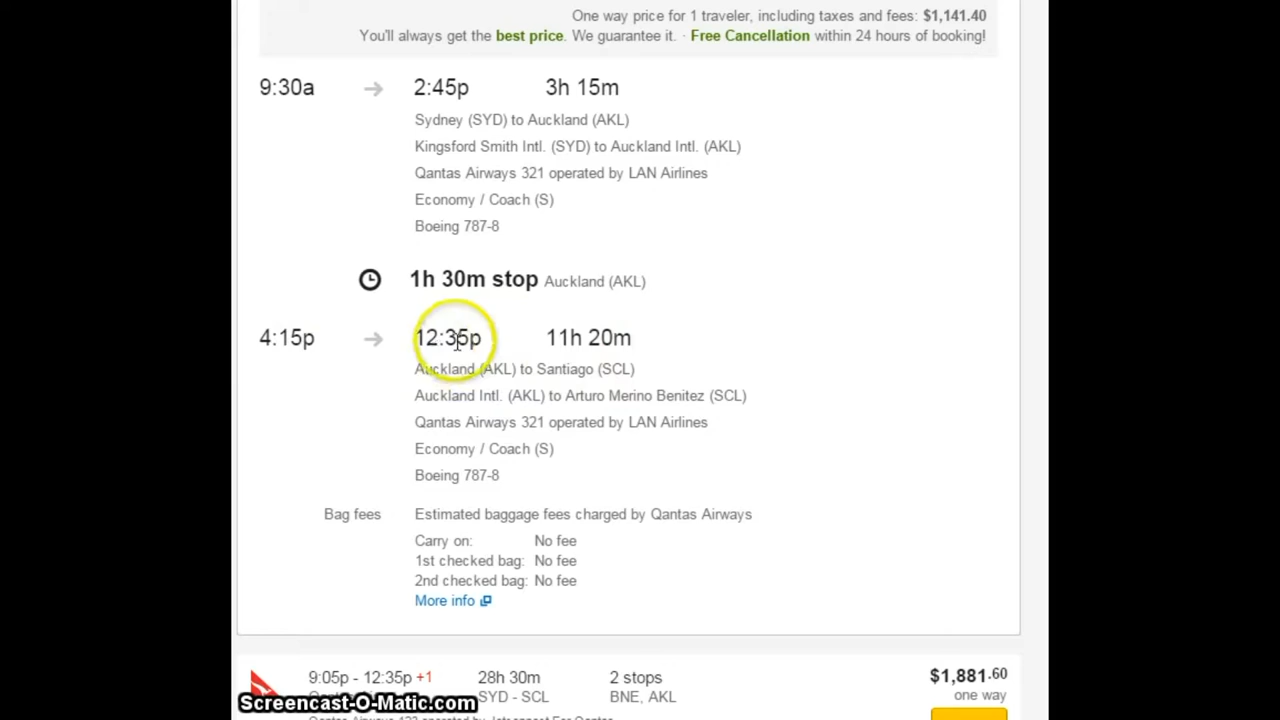 One way price for 1 traveler, including taxes and fees: $1,141.40
You'll always get the best price. We guarantee it. · Free Cancellation within 24 hours of booking!
9:30a → 2:45p 3h 15m
Sydney (SYD) to Auckland (AKL)
Kingsford Smith Intl. (SYD) to Auckland Intl. (AKL)
Qantas Airways 321 operated by LAN Airlines
Economy / Coach (S)
Boeing 787-8
1h 30m stop Auckland (AKL)
4:15p → 12:35p 11h 20m
Auckland (AKL) to Santiago (SCL)
Auckland Intl. (AKL) to Arturo Merino Benitez (SCL)
Qantas Airways 321 operated by LAN Airlines
Economy / Coach (S)
Boeing 787-8
Bag fees Estimated baggage fees charged by Qantas Airways
Carry on: No fee
1st checked bag: No fee
2nd checked bag: No fee
More info
9:05p - 12:35p +1 28h 30m 2 stops $1,881.60
SYD - SCL BNE, AKL one way
Screencast-O-Matic.com